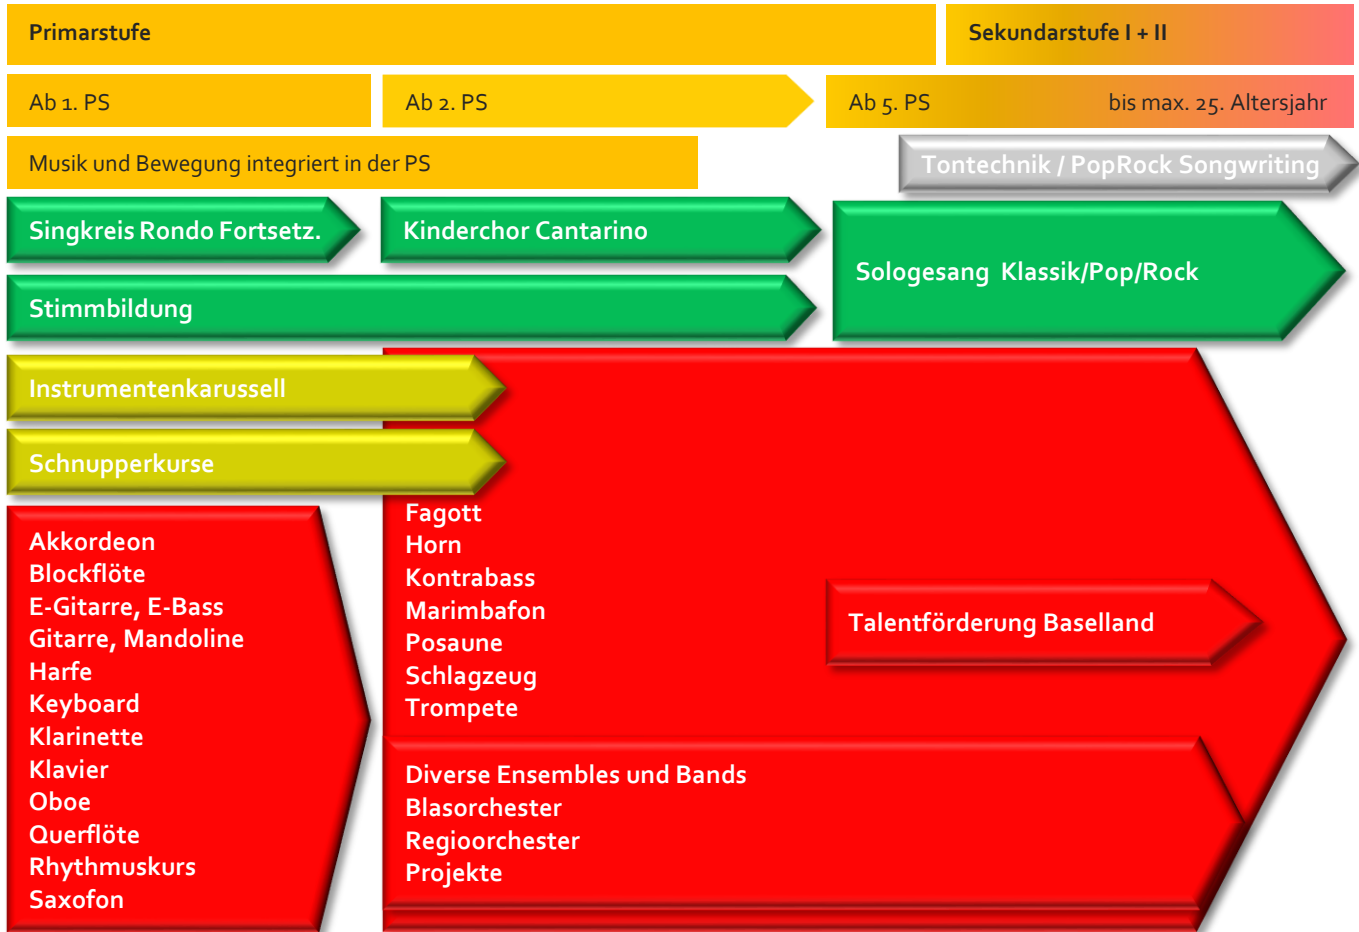 Primarstufe
Sekundarstufe I + II
Ab 1. PS
Ab 2. PS
Ab 5. PS
bis max. 25. Altersjahr
Musik und Bewegung integriert in der PS
Tontechnik / PopRock Songwriting
Singkreis Rondo Fortsetz.
Kinderchor Cantarino
Sologesang Klassik/Pop/Rock
Stimmbildung
Instrumentenkarussell
Schnupperkurse
Akkordeon
Blockflöte
E-Gitarre, E-Bass
Gitarre, Mandoline
Harfe
Keyboard
Klarinette
Klavier
Oboe
Querflöte
Rhythmuskurs
Saxofon
Fagott
Horn
Kontrabass
Marimbafon
Posaune
Schlagzeug
Trompete
Talentförderung Baselland
Diverse Ensembles und Bands
Blasorchester
Regioorchester
Projekte